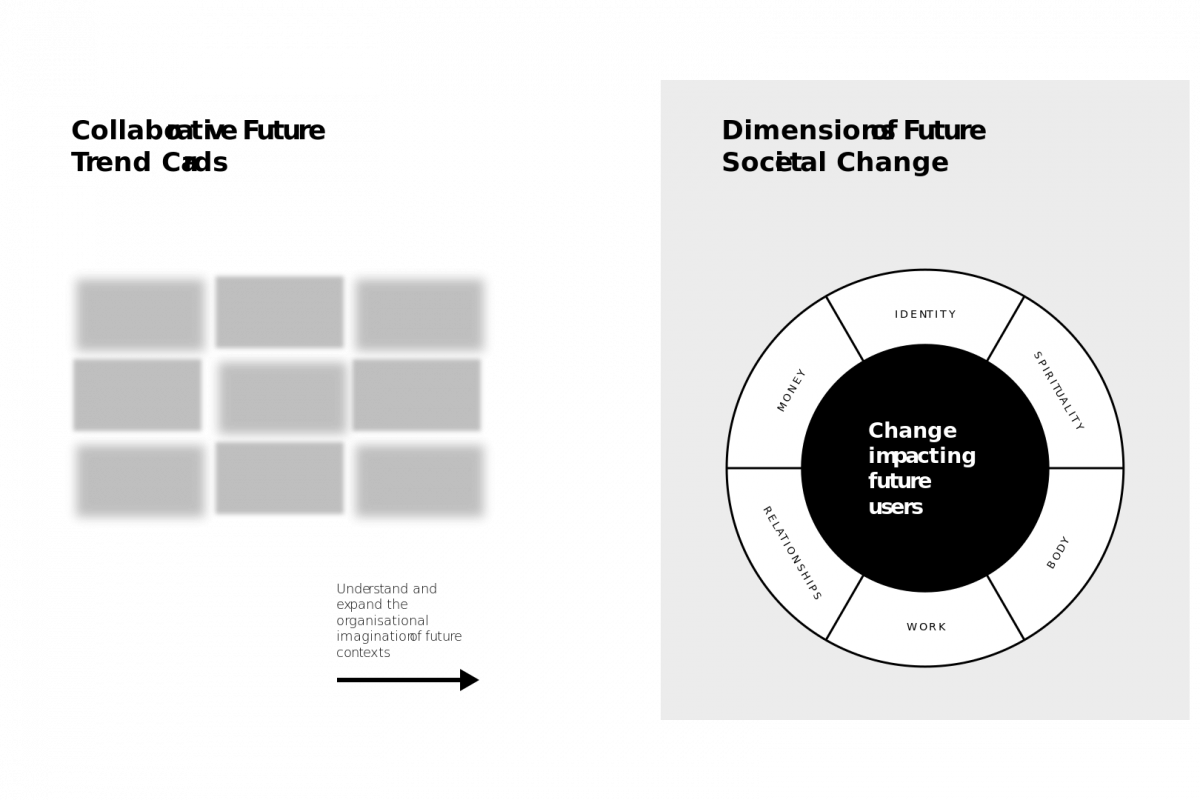 Collaborative Future
Trend Cards
Understand and
expand the
organisational
imagination of future
contexts
Dimensions of Future
Societal Change
IDENTITY
SPIRITUALITY
BODY
WORK
RELATIONSHIPS
MONEY
Change
impacting
future
users